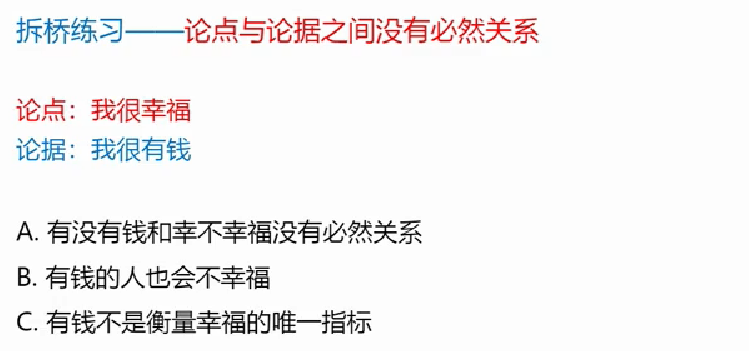 拆桥练习——论点与论据之间没有必然关系
论点：我很幸福
论据：我很有钱
A. 有没有钱和幸不幸福没有必然关系
B. 有钱的人也会不幸福
C. 有钱不是衡量幸福的唯一指标